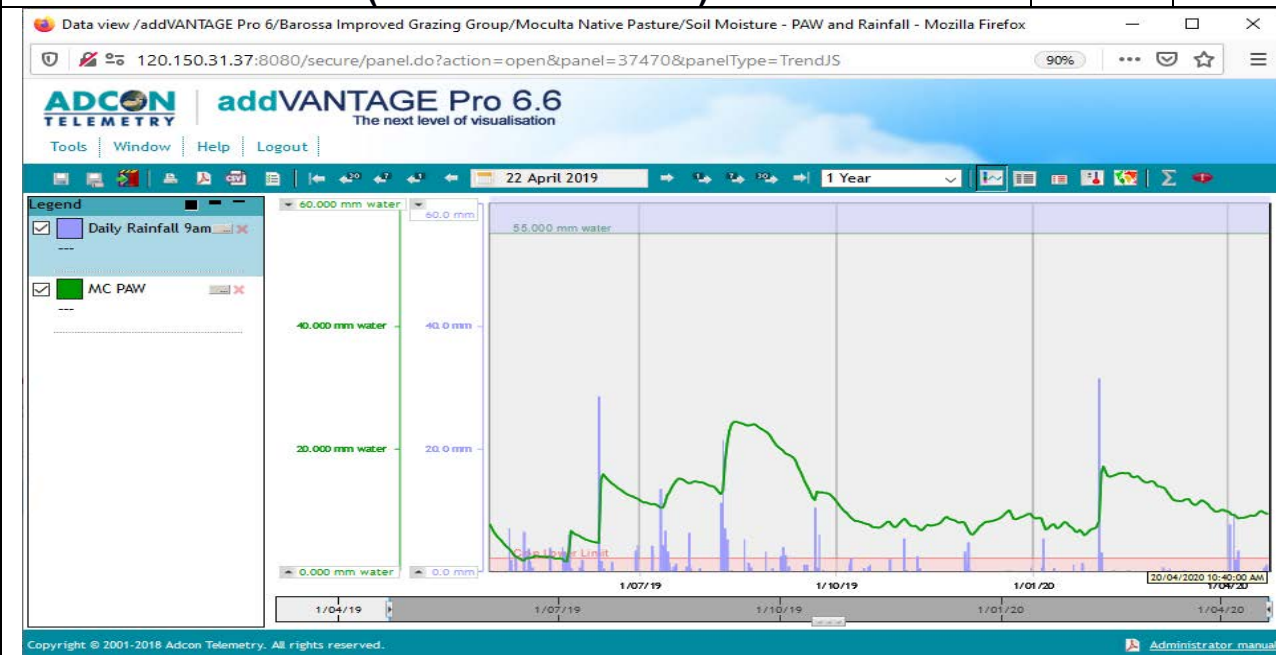 Data view /addVANTAGE Pro 6/Barossa Improved Grazing Group/Moculta Native Pasture/Soil Moisture - PAW and Rainfall - Mozilla Firefox
120.150.31.37:8080/secure/panel.do?action=open&panel=37470&panelType=TrendJS
90%
ADCON
TELEMETRY
addVANTAGE Pro 6.6
The next level of visualisation
Tools Window Help Logout
22 April 2019
1 Year
Legend
Daily Rainfall 9am
---
MC PAW
---
60.000 mm water
60.0 mm
55.000 mm water
40.000 mm water
40.0 mm
20.000 mm water
20.0 mm
Lower Limit
0.000 mm water
0.0 mm
1/07/19 1/10/19 1/01/20 1/04/20
20/04/2020 10:40:00 AM
1/04/19 1/07/19 1/10/19 1/01/20 1/04/20
Copyright © 2001-2018 Adcon Telemetry. All rights reserved.
Administrator manual